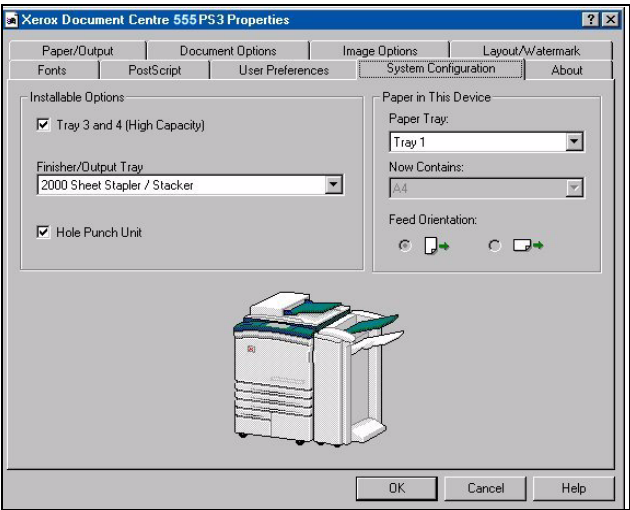 Xerox Document Centre 555 PS3 Properties
Paper/Output Document Options Image Options Layout/Watermark
Fonts PostScript User Preferences System Configuration About
Installable Options
Tray 3 and 4 (High Capacity)
Finisher/Output Tray
2000 Sheet Stapler / Stacker
Hole Punch Unit
Paper in This Device
Paper Tray:
Tray 1
Now Contains:
A4
Feed Orientation:
OK Cancel Help